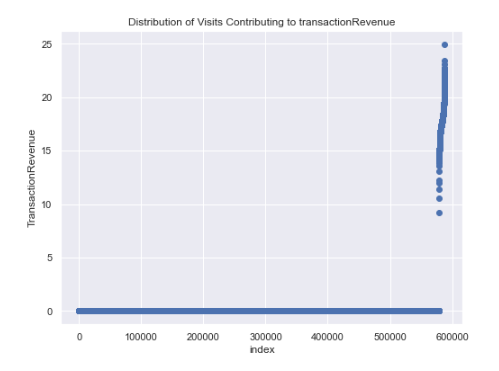 Distribution of Visits Contributing to transactionRevenue
25
20
15
10
5
0
TransactionRevenue
0 100000 200000 300000 400000 500000 600000
index